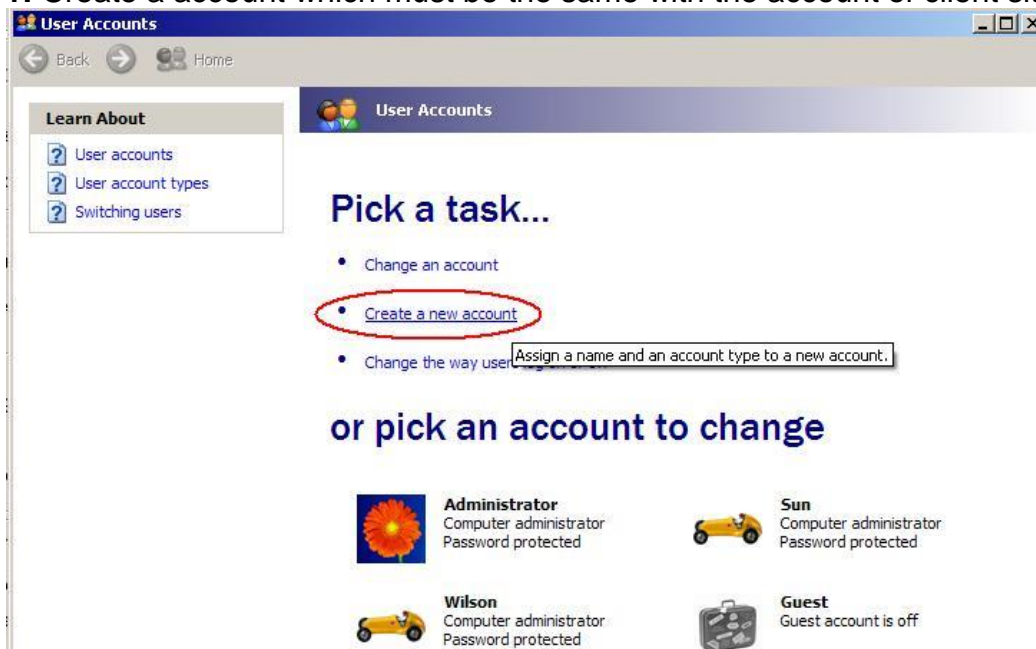 Create a account which must be the same with the account of client
User Accounts
Back Home
Learn About
User accounts
User account types
Switching users
User Accounts
Pick a task...
Change an account
Create a new account
Assign a name and an account type to a new account.
Change the way users
or pick an account to change
Administrator
Computer administrator
Password protected
Sun
Computer administrator
Password protected
Wilson
Computer administrator
Password protected
Guest
Guest account is off